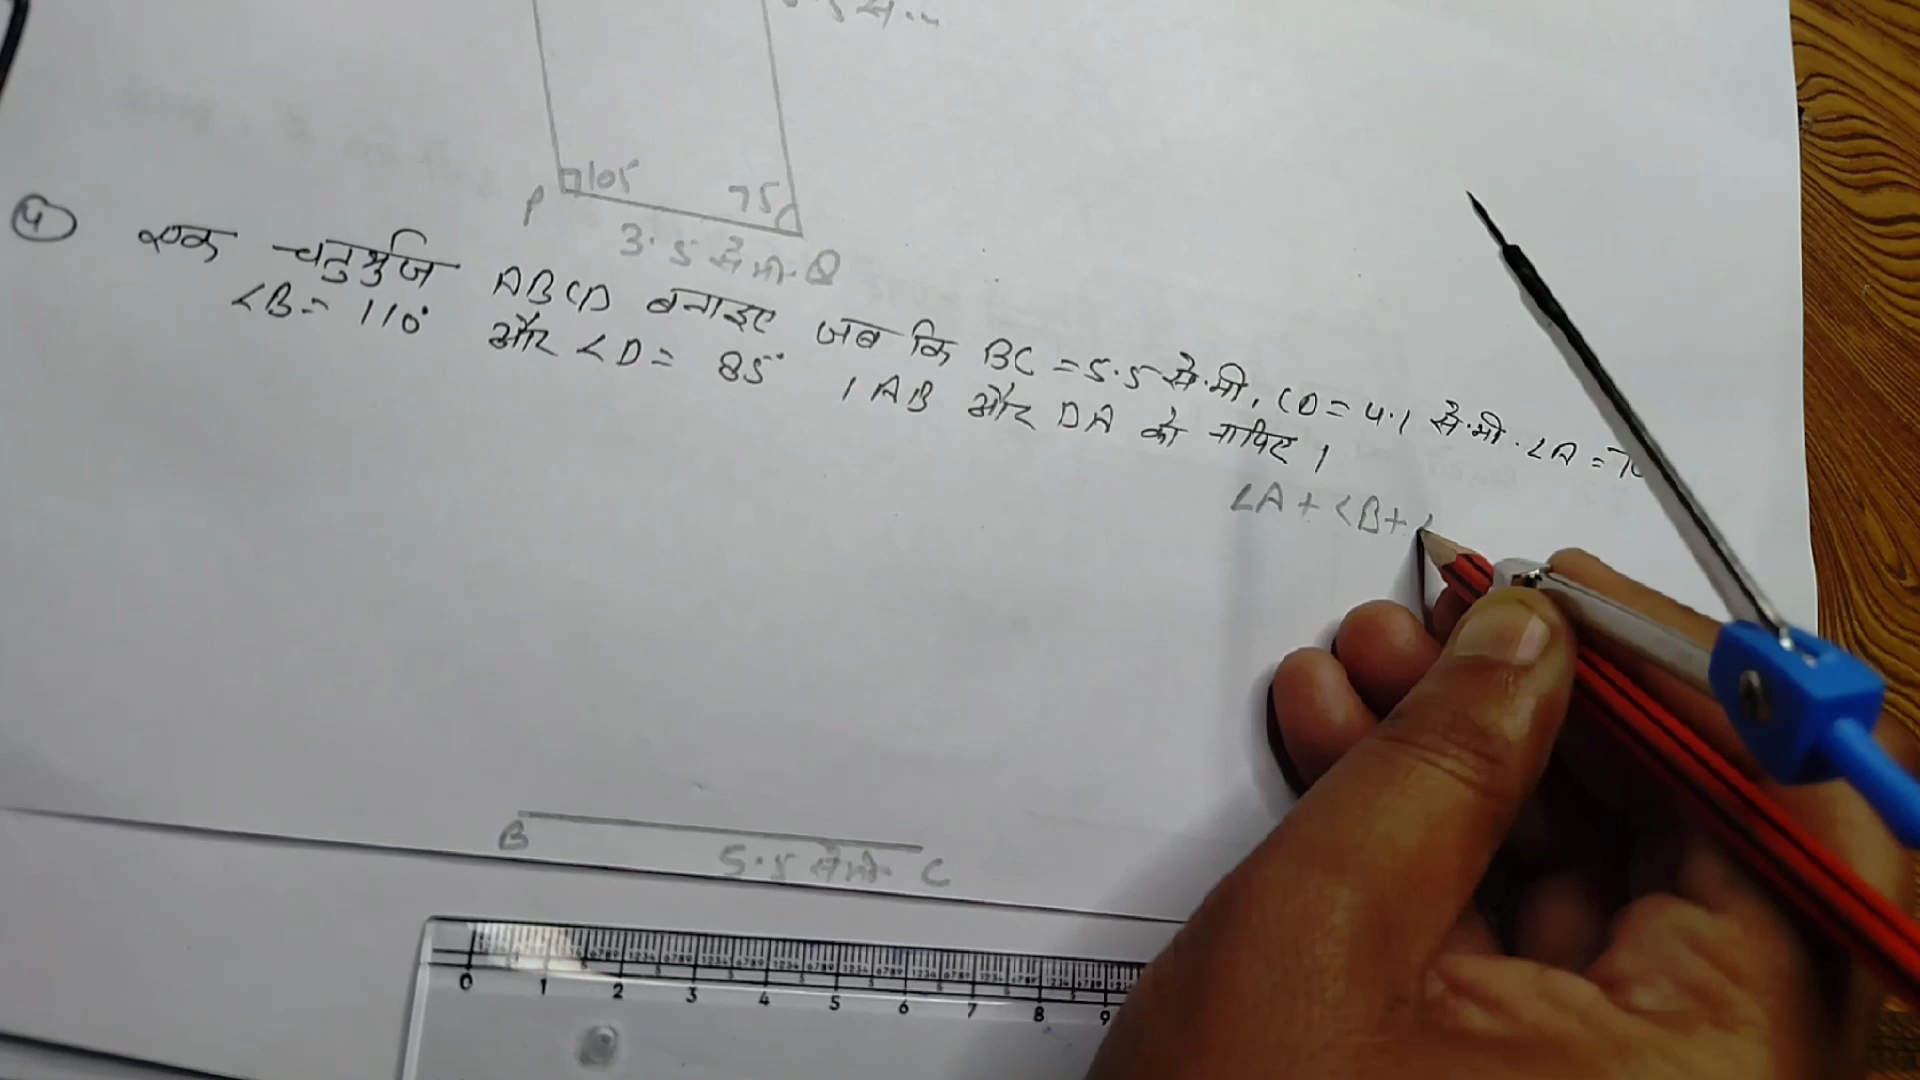 105
75
P
3.5 से मी. Q
4 एक चतुर्भुज ABCD बनाइए जब कि BC = 5.5 से.मी, CD = 4.1 से.मी. <A =
<B = 110° और <D = 85° । AB और DA को नापिए ।
<A + <B +
B 5.5 सेमी. C
0 1 2 3 4 5 6 7 8 9